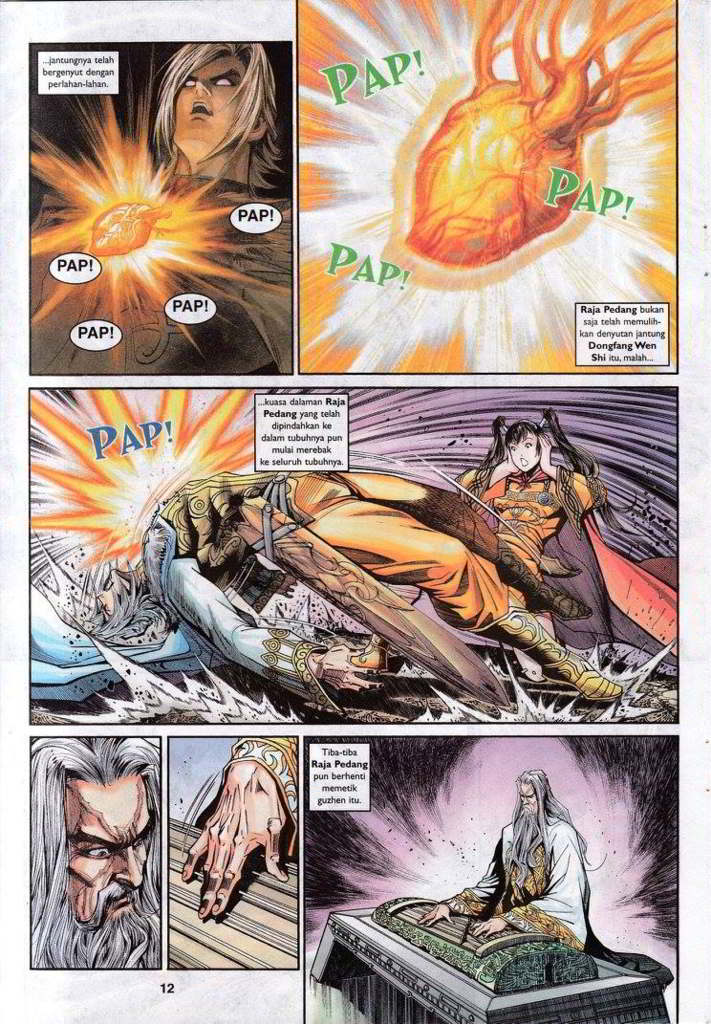 ...jantungnya telah
bergenyut dengan
perlahan-lahan.
PAP!
PAP!
PAP!
PAP!
PAP!
PAP!
PAP!
Raja Pedang bukan
saja telah memulih-
kan denyutan jantung
Dongfang Wen
Shi itu, malah...
PAP!
...kuasa dalaman Raja
Pedang yang telah
dipindahkan ke
dalam tubuhnya pun
mulai merebak
ke seluruh tubuhnya.
Tiba-tiba
Raja Pedang
pun berhenti
memetik
guzhen itu.
12